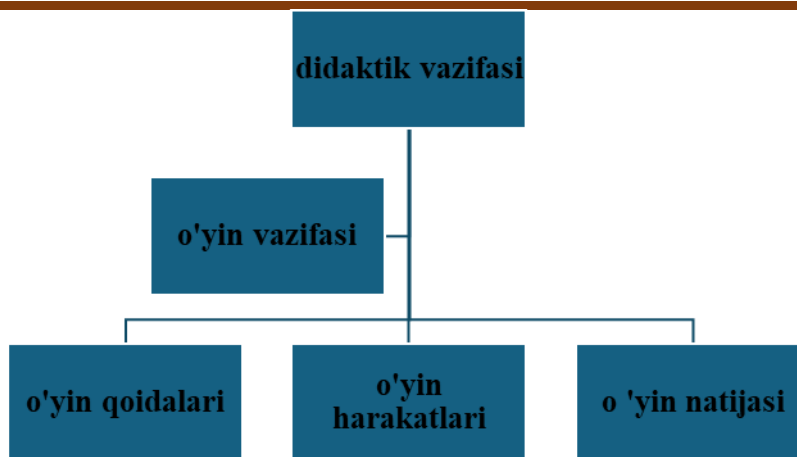 didaktik vazifasi
o'yin vazifasi
o'yin qoidalari
o'yin
harakatlari
o 'yin natijasi